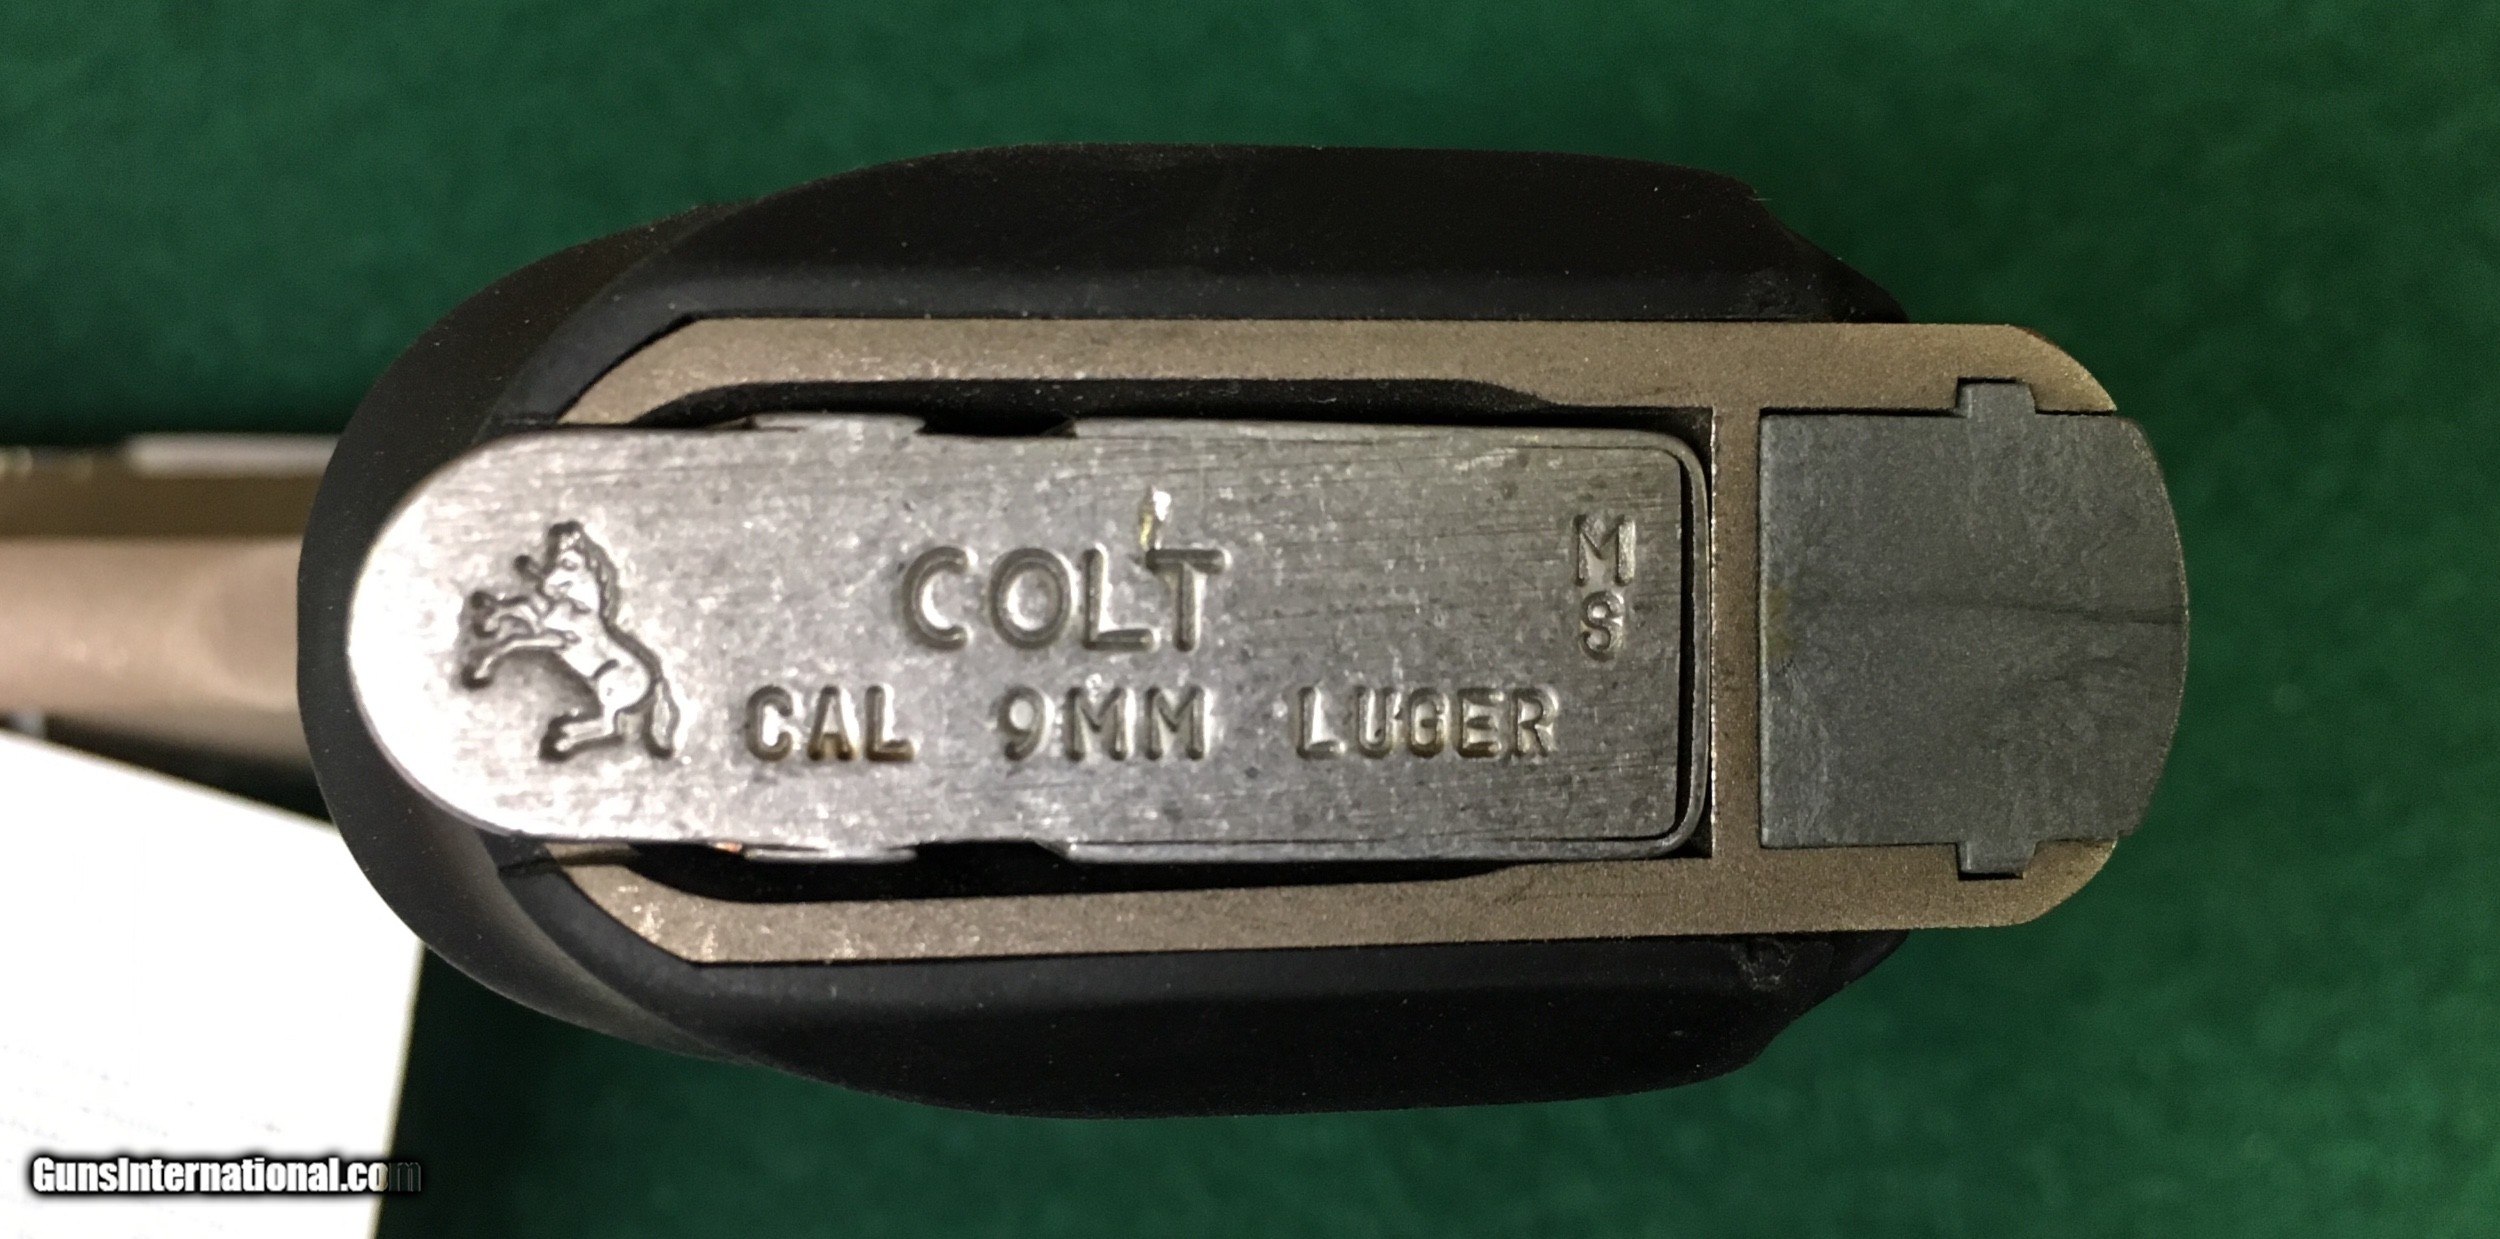 COLT
CAL 9MM LUGER
M
S
GunsInternational.com